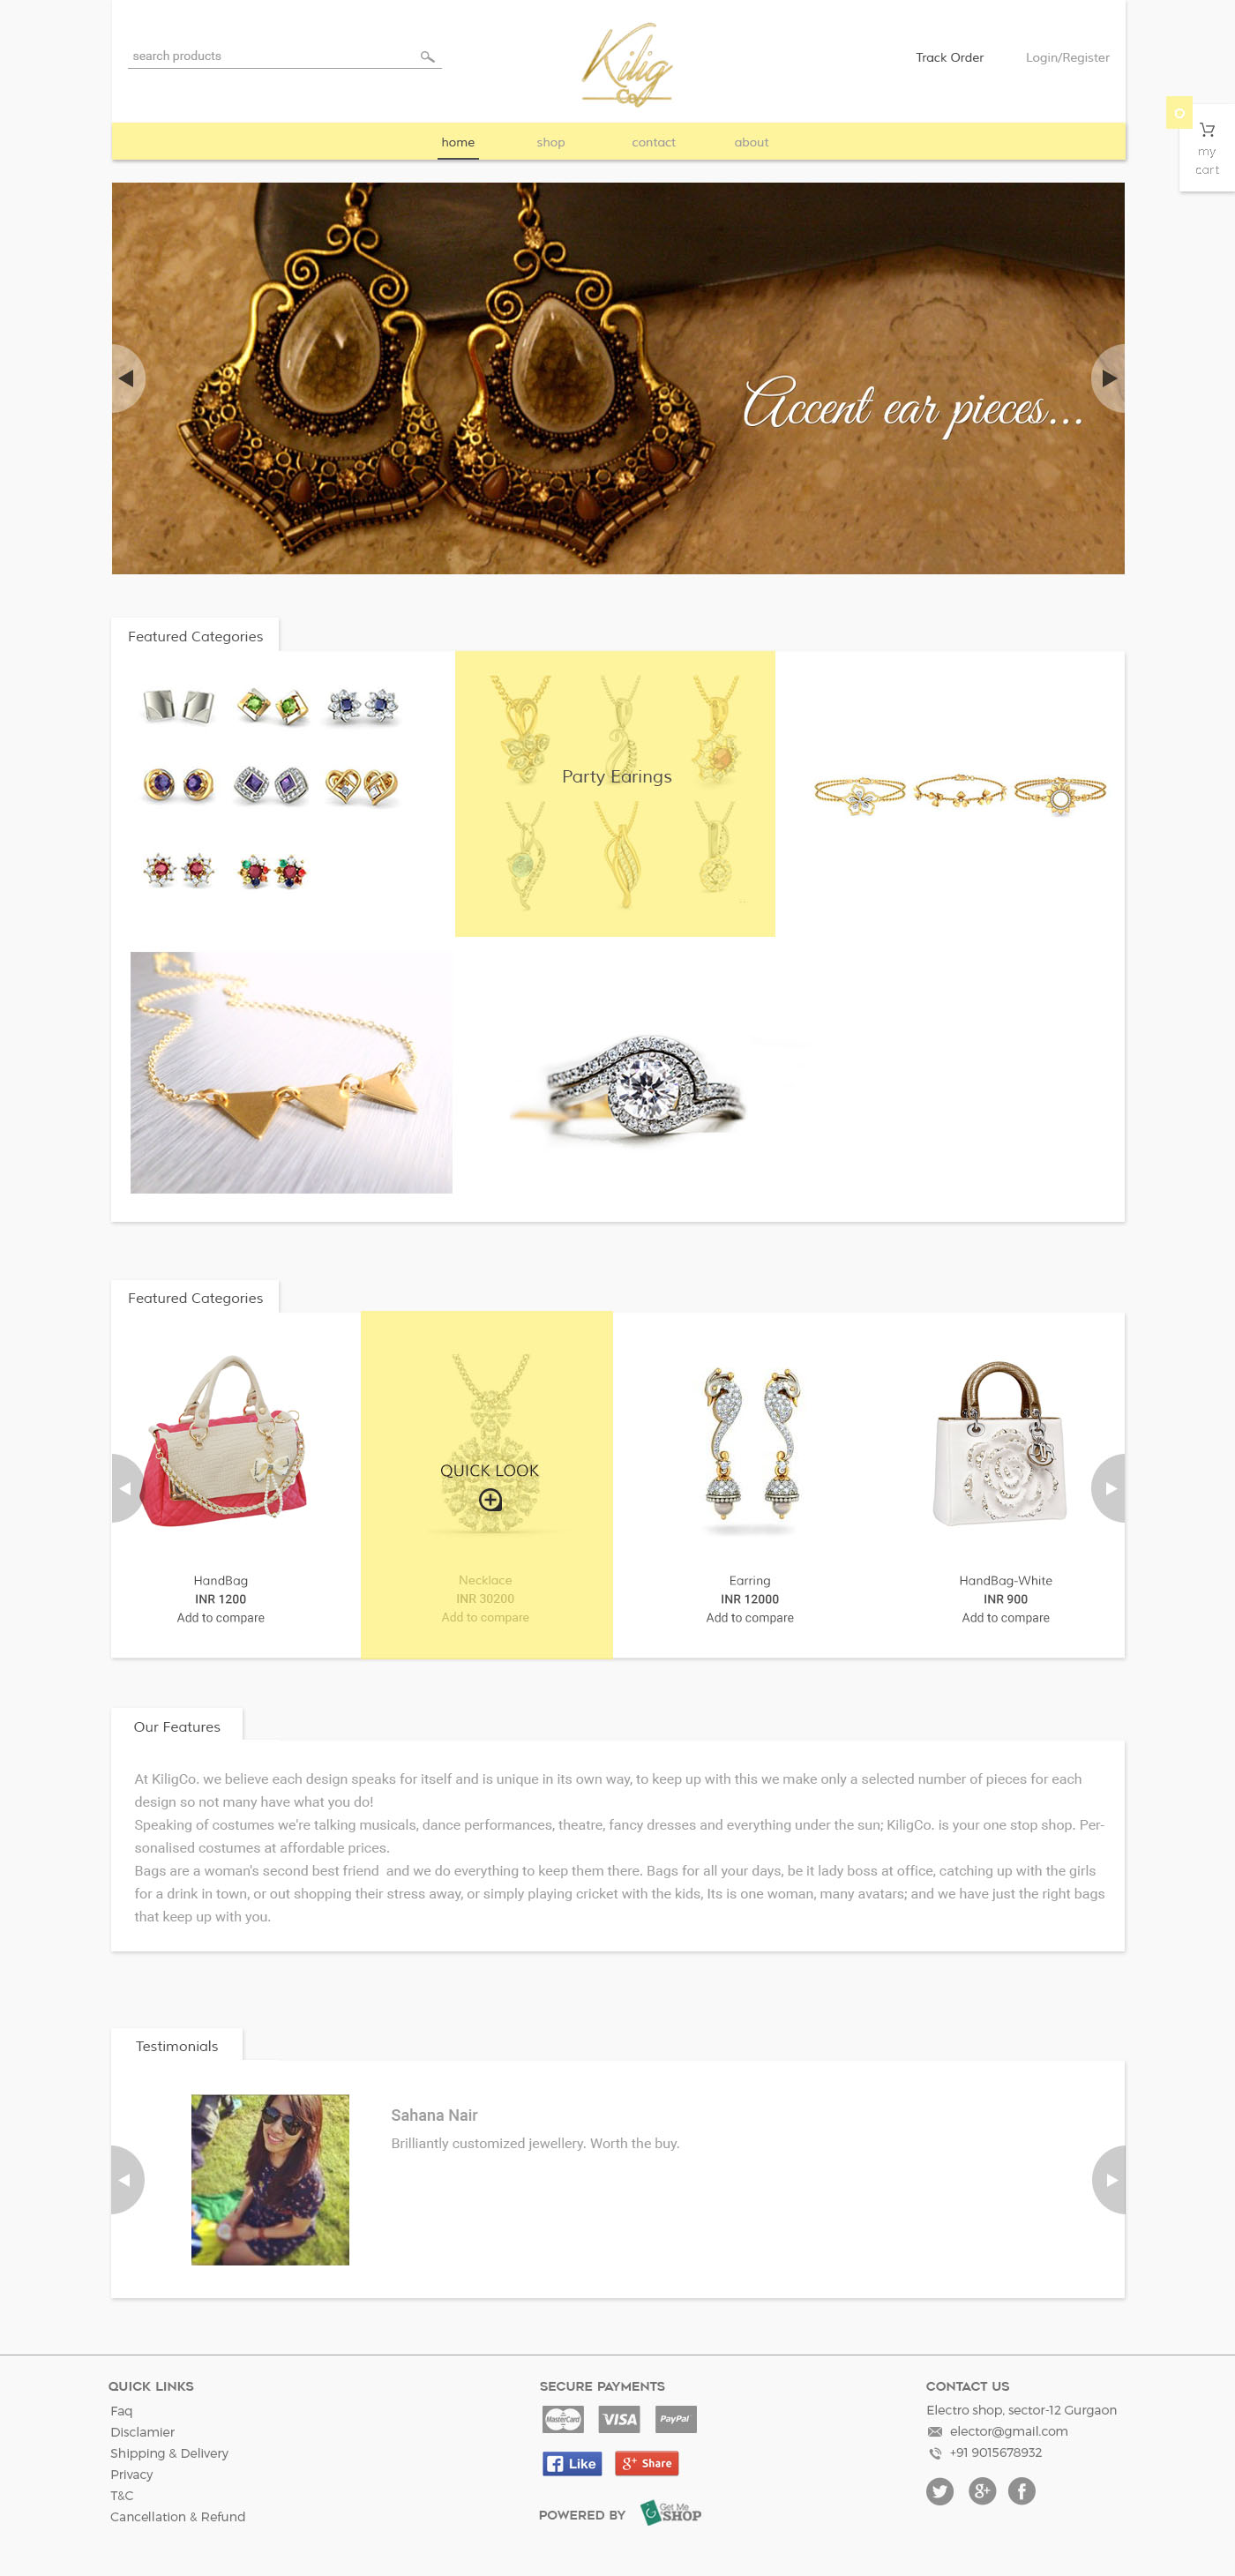 search products
Kilig
Co
Track Order
Login/Register
home
shop
contact
about
my
cart
Accent ear pieces...
Featured Categories
Party Earings
Featured Categories
QUICK LOOK
HandBag
INR 1200
Add to compare
Necklace
INR 30200
Add to compare
Earring
INR 12000
Add to compare
HandBag-White
INR 900
Add to compare
Our Features
At KiligCo. we believe each design speaks for itself and is unique in its own way, to keep up with this we make only a selected number of pieces for each
design so not many have what you do!
Speaking of costumes we're talking musicals, dance performances, theatre, fancy dresses and everything under the sun; KiligCo. is your one stop shop. Per-
sonalised costumes at affordable prices.
Bags are a woman's second best friend  and we do everything to keep them there. Bags for all your days, be it lady boss at office, catching up with the girls
for a drink in town, or out shopping their stress away, or simply playing cricket with the kids, Its is one woman, many avatars; and we have just the right bags
that keep up with you.
Testimonials
Sahana Nair
Brilliantly customized jewellery. Worth the buy.
QUICK LINKS
Faq
Disclamier
Shipping & Delivery
Privacy
T&C
Cancellation & Refund
SECURE PAYMENTS
MasterCard
VISA
PayPal
Like
g+ Share
POWERED BY
Get Me
SHOP
CONTACT US
Electro shop, sector-12 Gurgaon
elector@gmail.com
+91 9015678932
g+